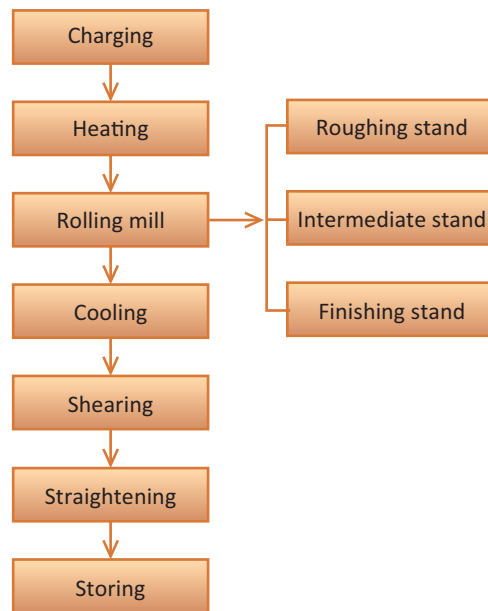 Charging
Heating
Rolling mill
Roughing stand
Intermediate stand
Finishing stand
Cooling
Shearing
Straightening
Storing